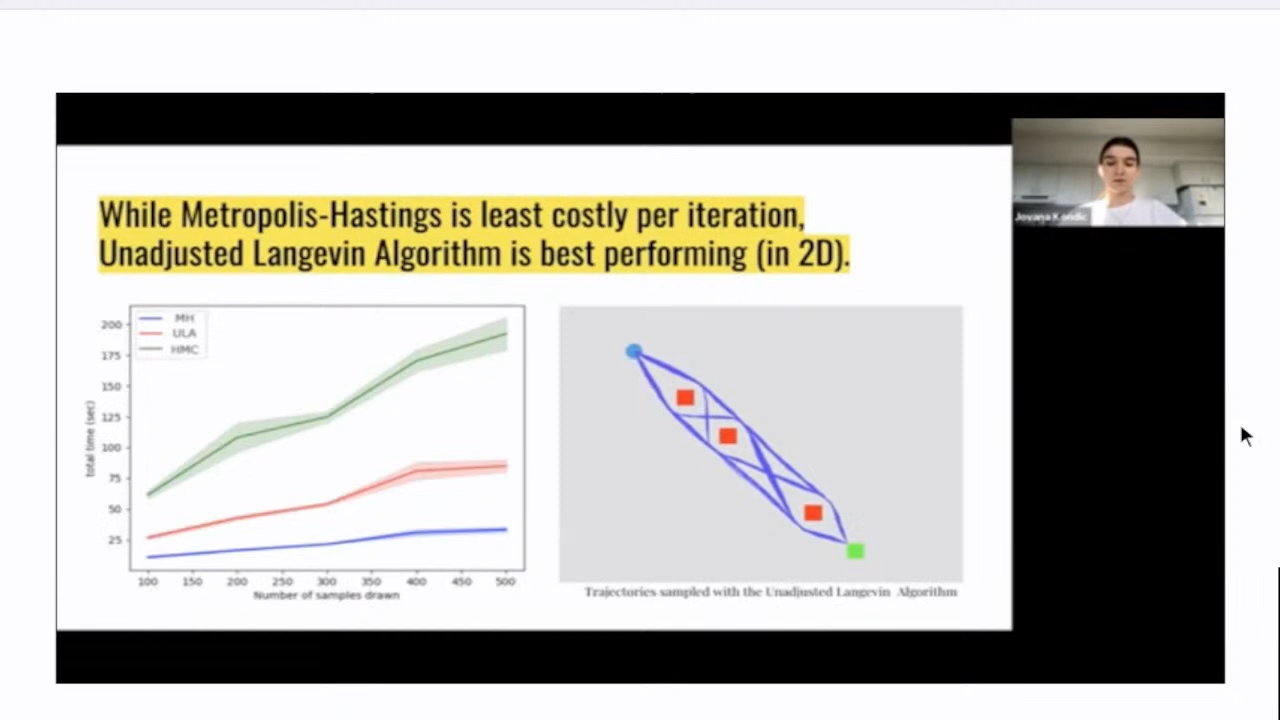 While Metropolis-Hastings is least costly per iteration,
Unadjusted Langevin Algorithm is best performing (in 2D).
Jovana Kondic
MH
ULA
HMC
200
175
150
125
100
75
50
25
total time (sec)
100 150 200 250 300 350 400 450 500
Number of samples drawn
Trajectories sampled with the Unadjusted Langevin Algorithm